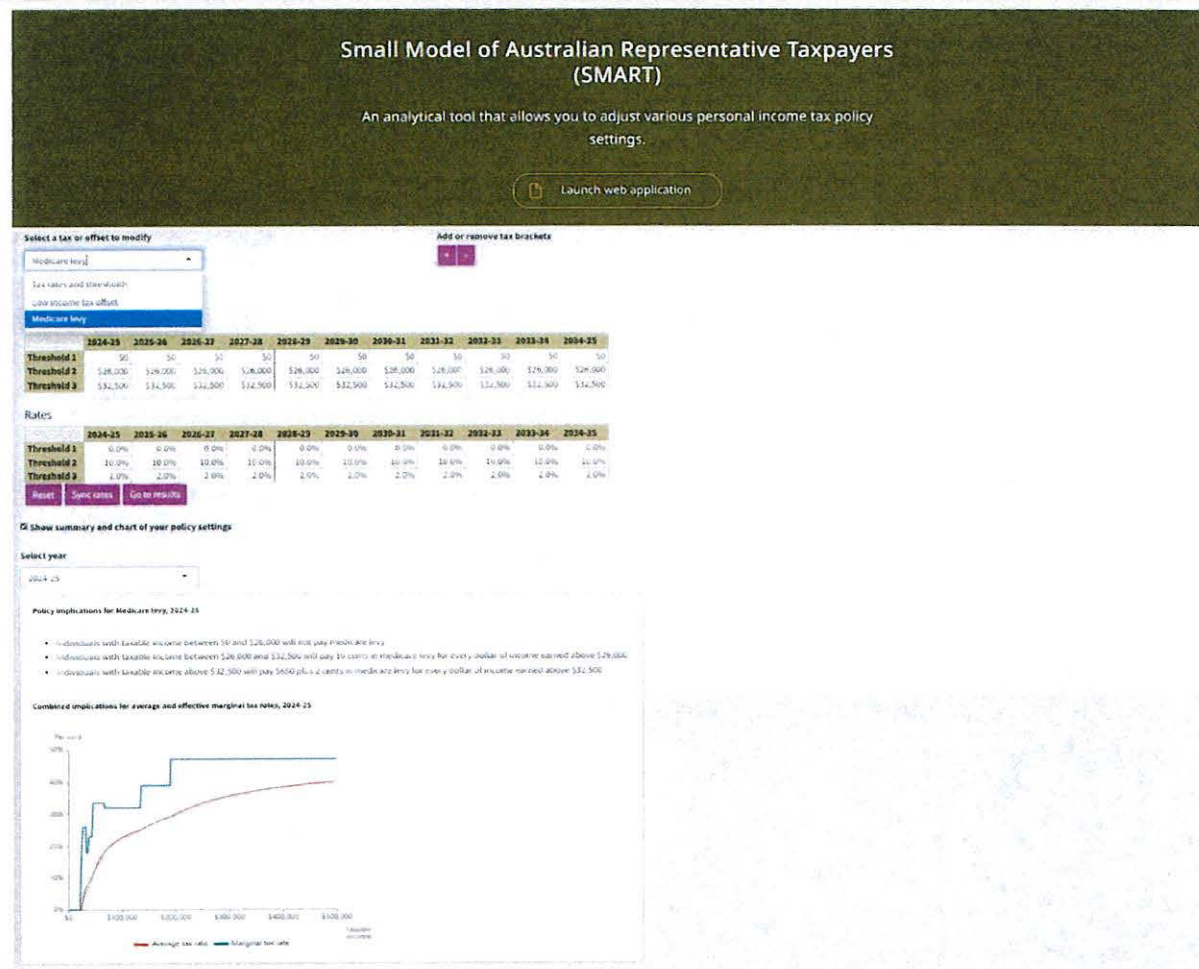 Small Model of Australian Representative Taxpayers
(SMART)
An analytical tool that allows you to adjust various personal income tax policy
settings.
Launch web application
Select a tax or offset to modify
Add or remove tax brackets
Medicare levy
Tax rates and thresholds
Low income tax offset
Medicare levy
2024-25 2025-26 2026-27 2027-28 2028-29 2029-30 2030-31 2031-32 2032-33 2033-34 2034-35
Threshold 1 $0 $0 $0 $0 $0 $0 $0 $0 $0 $0 $0
Threshold 2 $26,000 $26,000 $26,000 $26,000 $26,000 $26,000 $26,000 $26,000 $26,000 $26,000 $26,000
Threshold 3 $32,500 $32,500 $32,500 $32,500 $32,500 $32,500 $32,500 $32,500 $32,500 $32,500 $32,500
Rates
2024-25 2025-26 2026-27 2027-28 2028-29 2029-30 2030-31 2031-32 2032-33 2033-34 2034-35
Threshold 1 0.0% 0.0% 0.0% 0.0% 0.0% 0.0% 0.0% 0.0% 0.0% 0.0% 0.0%
Threshold 2 10.0% 10.0% 10.0% 10.0% 10.0% 10.0% 10.0% 10.0% 10.0% 10.0% 10.0%
Threshold 3 2.0% 2.0% 2.0% 2.0% 2.0% 2.0% 2.0% 2.0% 2.0% 2.0% 2.0%
Reset Sync rates Go to results
Show summary and chart of your policy settings
Select year
2024-25
Policy implications for Medicare levy, 2024-25
• Individuals with taxable income between $0 and $26,000 will not pay medicare levy
• Individuals with taxable income between $26,000 and $32,500 will pay 10 cents in medicare levy for every dollar of income earned above $26,000
• Individuals with taxable income above $32,500 will pay $650 plus 2 cents in medicare levy for every dollar of income earned above $32,500
Combined implications for average and effective marginal tax rates, 2024-25
Per cent
50%
40%
30%
20%
10%
0%
$0 $100,000 $200,000 $300,000 $400,000 $500,000
Taxable
income
Average tax rate Marginal tax rate